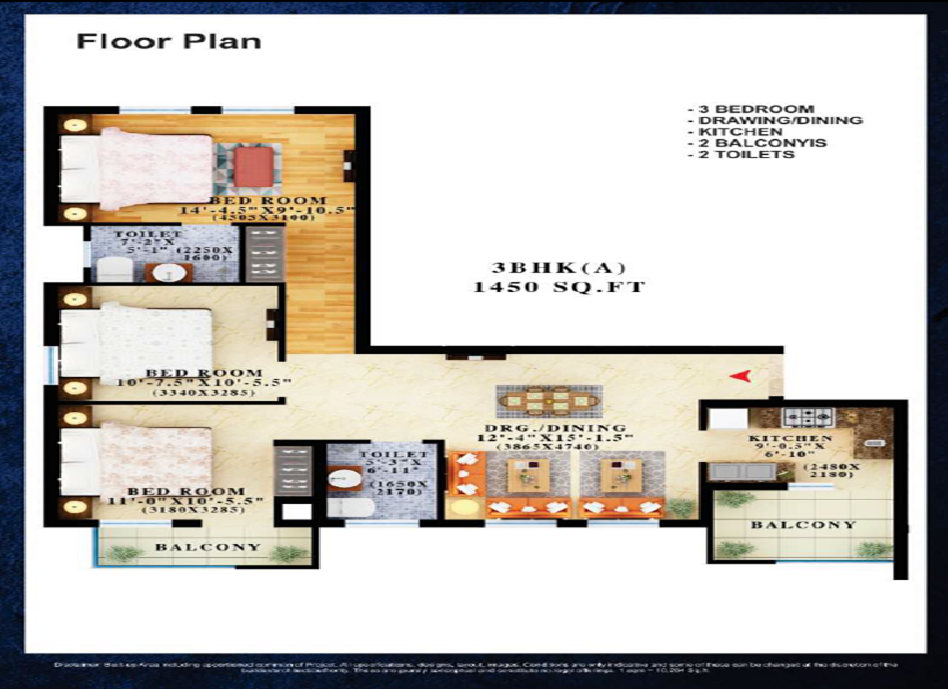 Floor Plan
- 3 BEDROOM
- DRAWING/DINING
- KITCHEN
- 2 BALCONYIS
- 2 TOILETS
BED ROOM
14'-4.5"X9'-10.5"
(4505X3100)
TOILET
7'-2"X
5'-1" (2250X
1600)
3BHK(A)
1450 SQ.FT
BED ROOM
10'-7.5"X10'-5.5"
(3340X3285)
DRG./DINING
12'-4"X15'-1.5"
(3865X4740)
KITCHEN
9'-0.5"X
6'-10"
(2480X
2180)
TOILET
5'-3"X
6'-11"
(1650X
2170)
BED ROOM
11'-0"X10'-5.5"
(3180X3285)
BALCONY
BALCONY